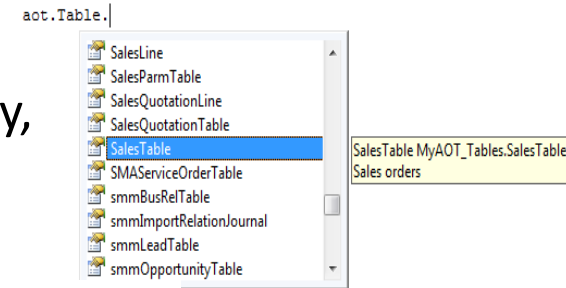 aot.Table.
SalesLine
SalesParmTable
y,
SalesQuotationLine
SalesQuotationTable
SalesTable
SalesTable MyAOT_Tables.SalesTable
Sales orders
SMAServiceOrderTable
smmBusRelTable
smmImportRelationJournal
smmLeadTable
smmOpportunityTable